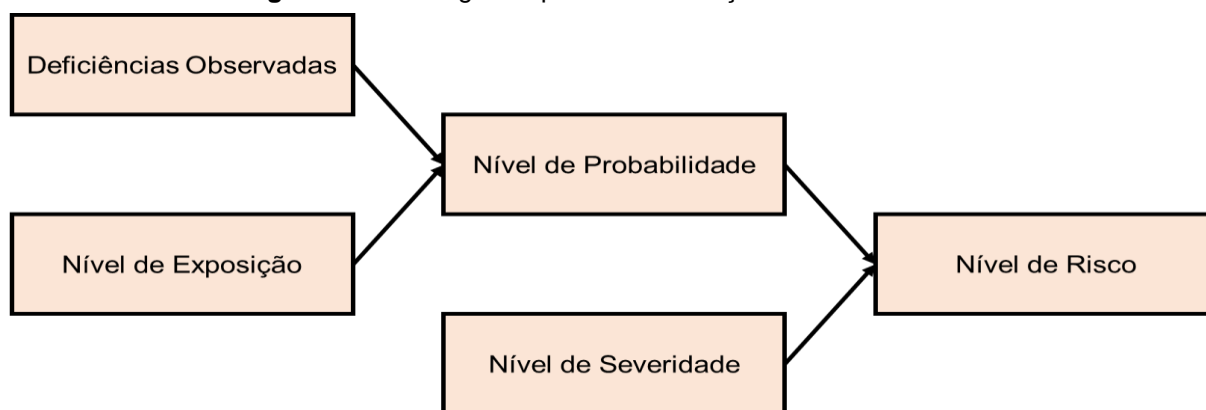 Deficiências Observadas
Nível de Probabilidade
Nível de Exposição
Nível de Risco
Nível de Severidade